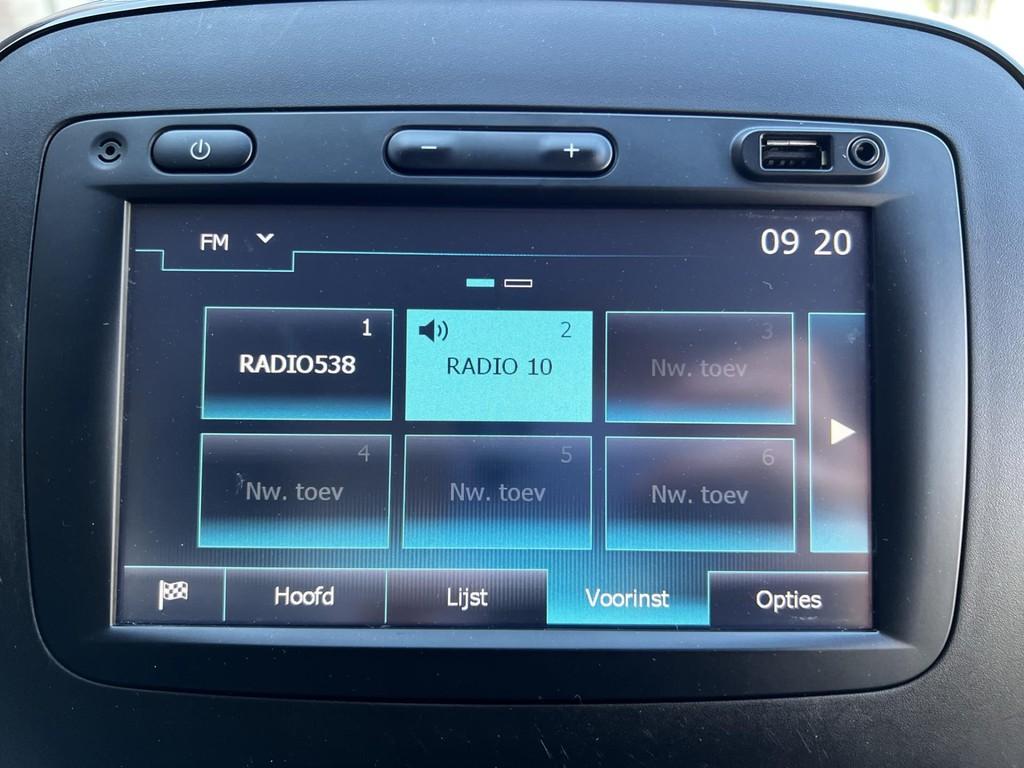 FM
09 20
1
RADIO538
2
RADIO 10
3
Nw. toev
4
Nw. toev
5
Nw. toev
6
Nw. toev
Hoofd
Lijst
Voorinst
Opties